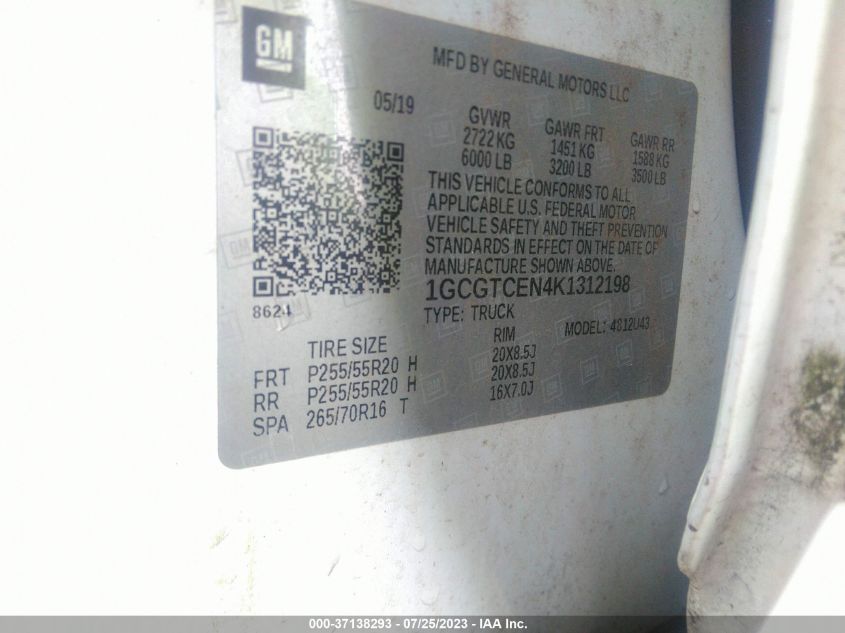 GM
MFD BY GENERAL MOTORS LLC
05/19
GVWR GAWR FRT GAWR RR
2722 KG 1451 KG 1588 KG
6000 LB 3200 LB 3500 LB
THIS VEHICLE CONFORMS TO ALL
APPLICABLE U.S. FEDERAL MOTOR
VEHICLE SAFETY AND THEFT PREVENTION
STANDARDS IN EFFECT ON THE DATE OF
MANUFACTURE SHOWN ABOVE.
8624
1GCGTCEN4K1312198
TYPE: TRUCK MODEL: 4812U43
TIRE SIZE RIM
FRT P255/55R20 H 20X8.5J
RR P255/55R20 H 20X8.5J
SPA 265/70R16 T 16X7.0J
000-37138293 - 07/25/2023 - IAAI Inc.